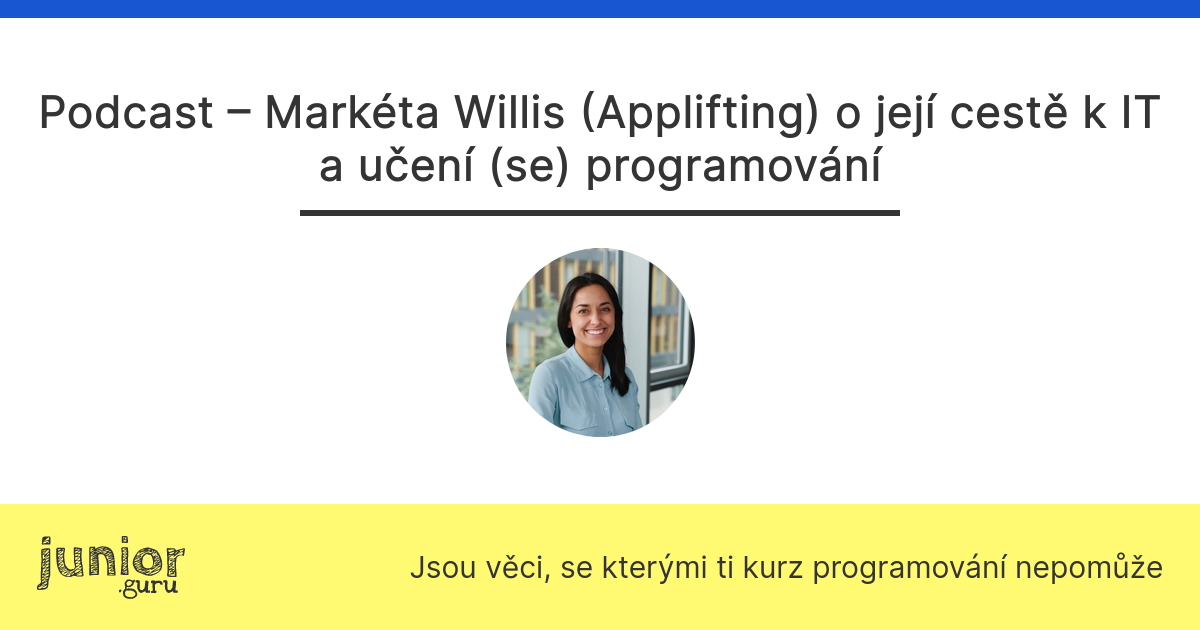 Podcast – Markéta Willis (Applifting) o její cestě k IT
a učení (se) programování
junior
.guru
Jsou věci, se kterými ti kurz programování nepomůže